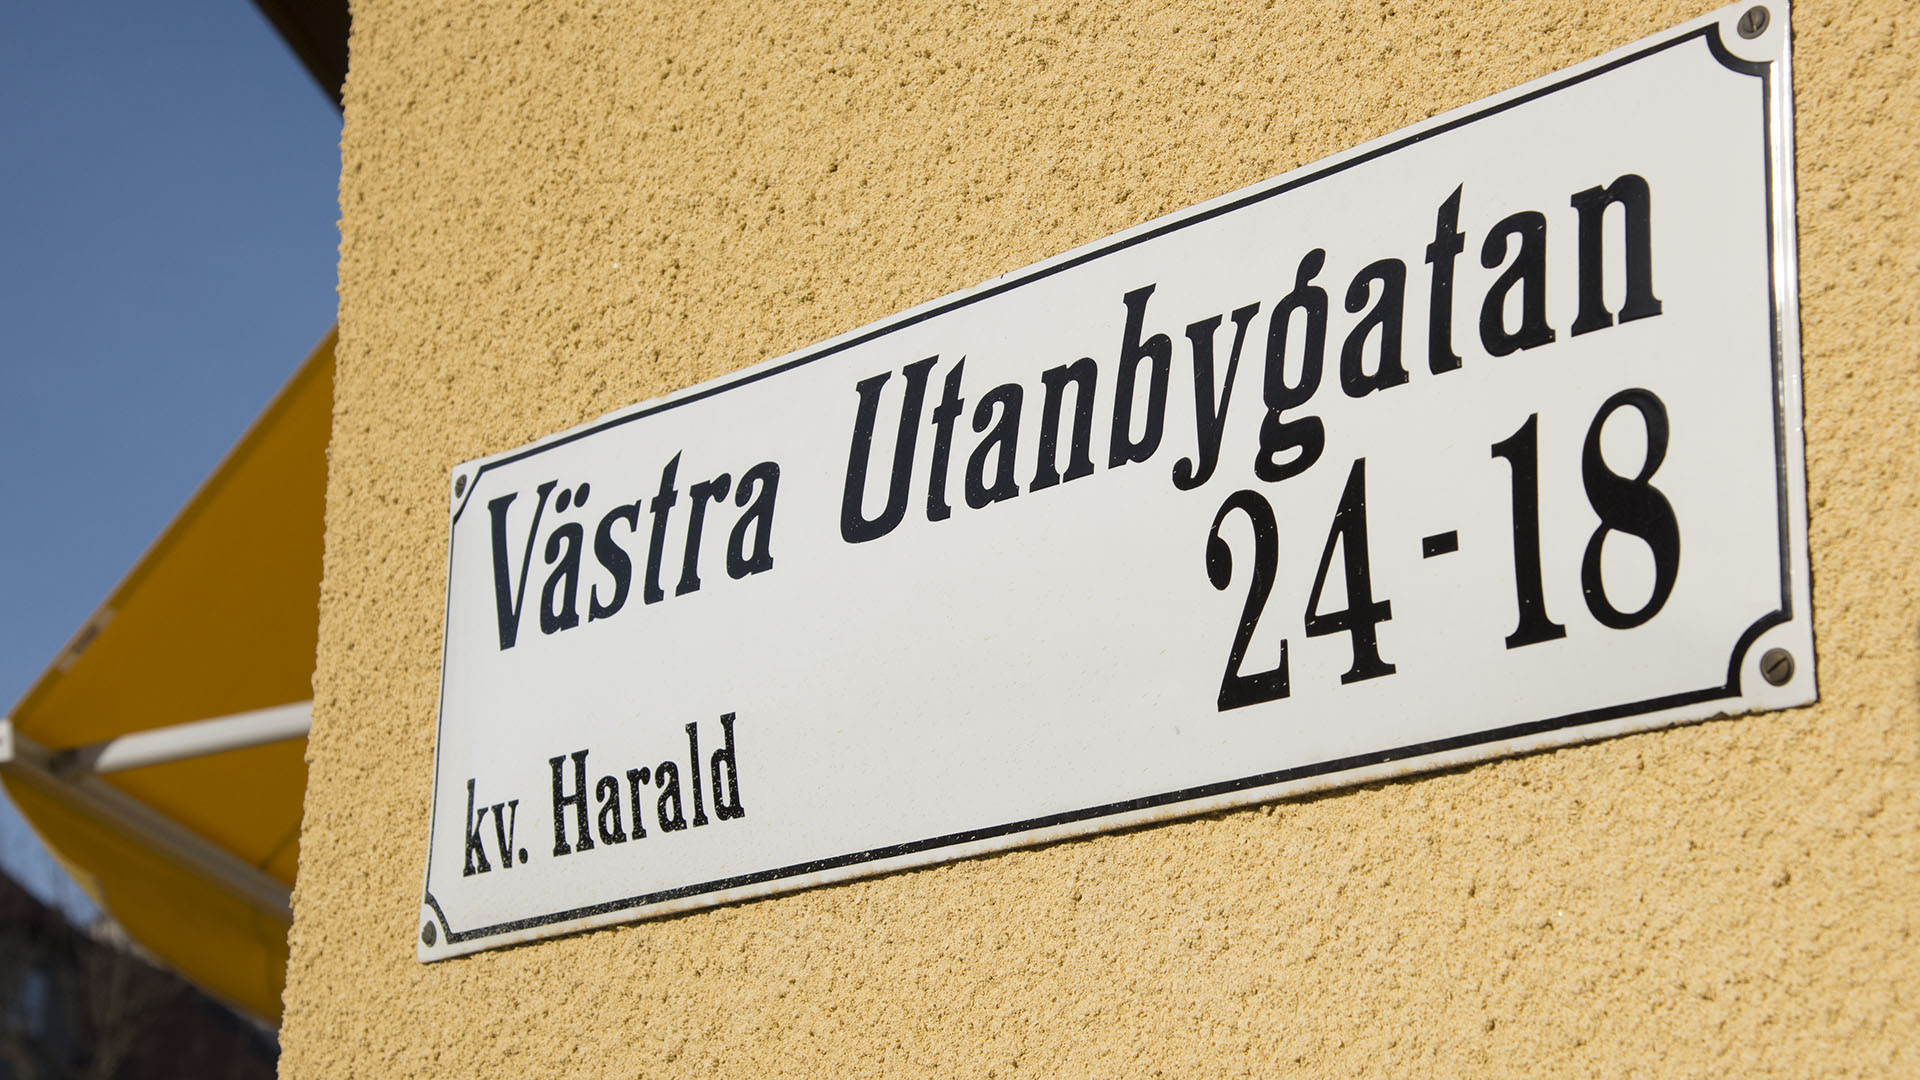 Västra Utanbygatan
24-18
kv. Harald